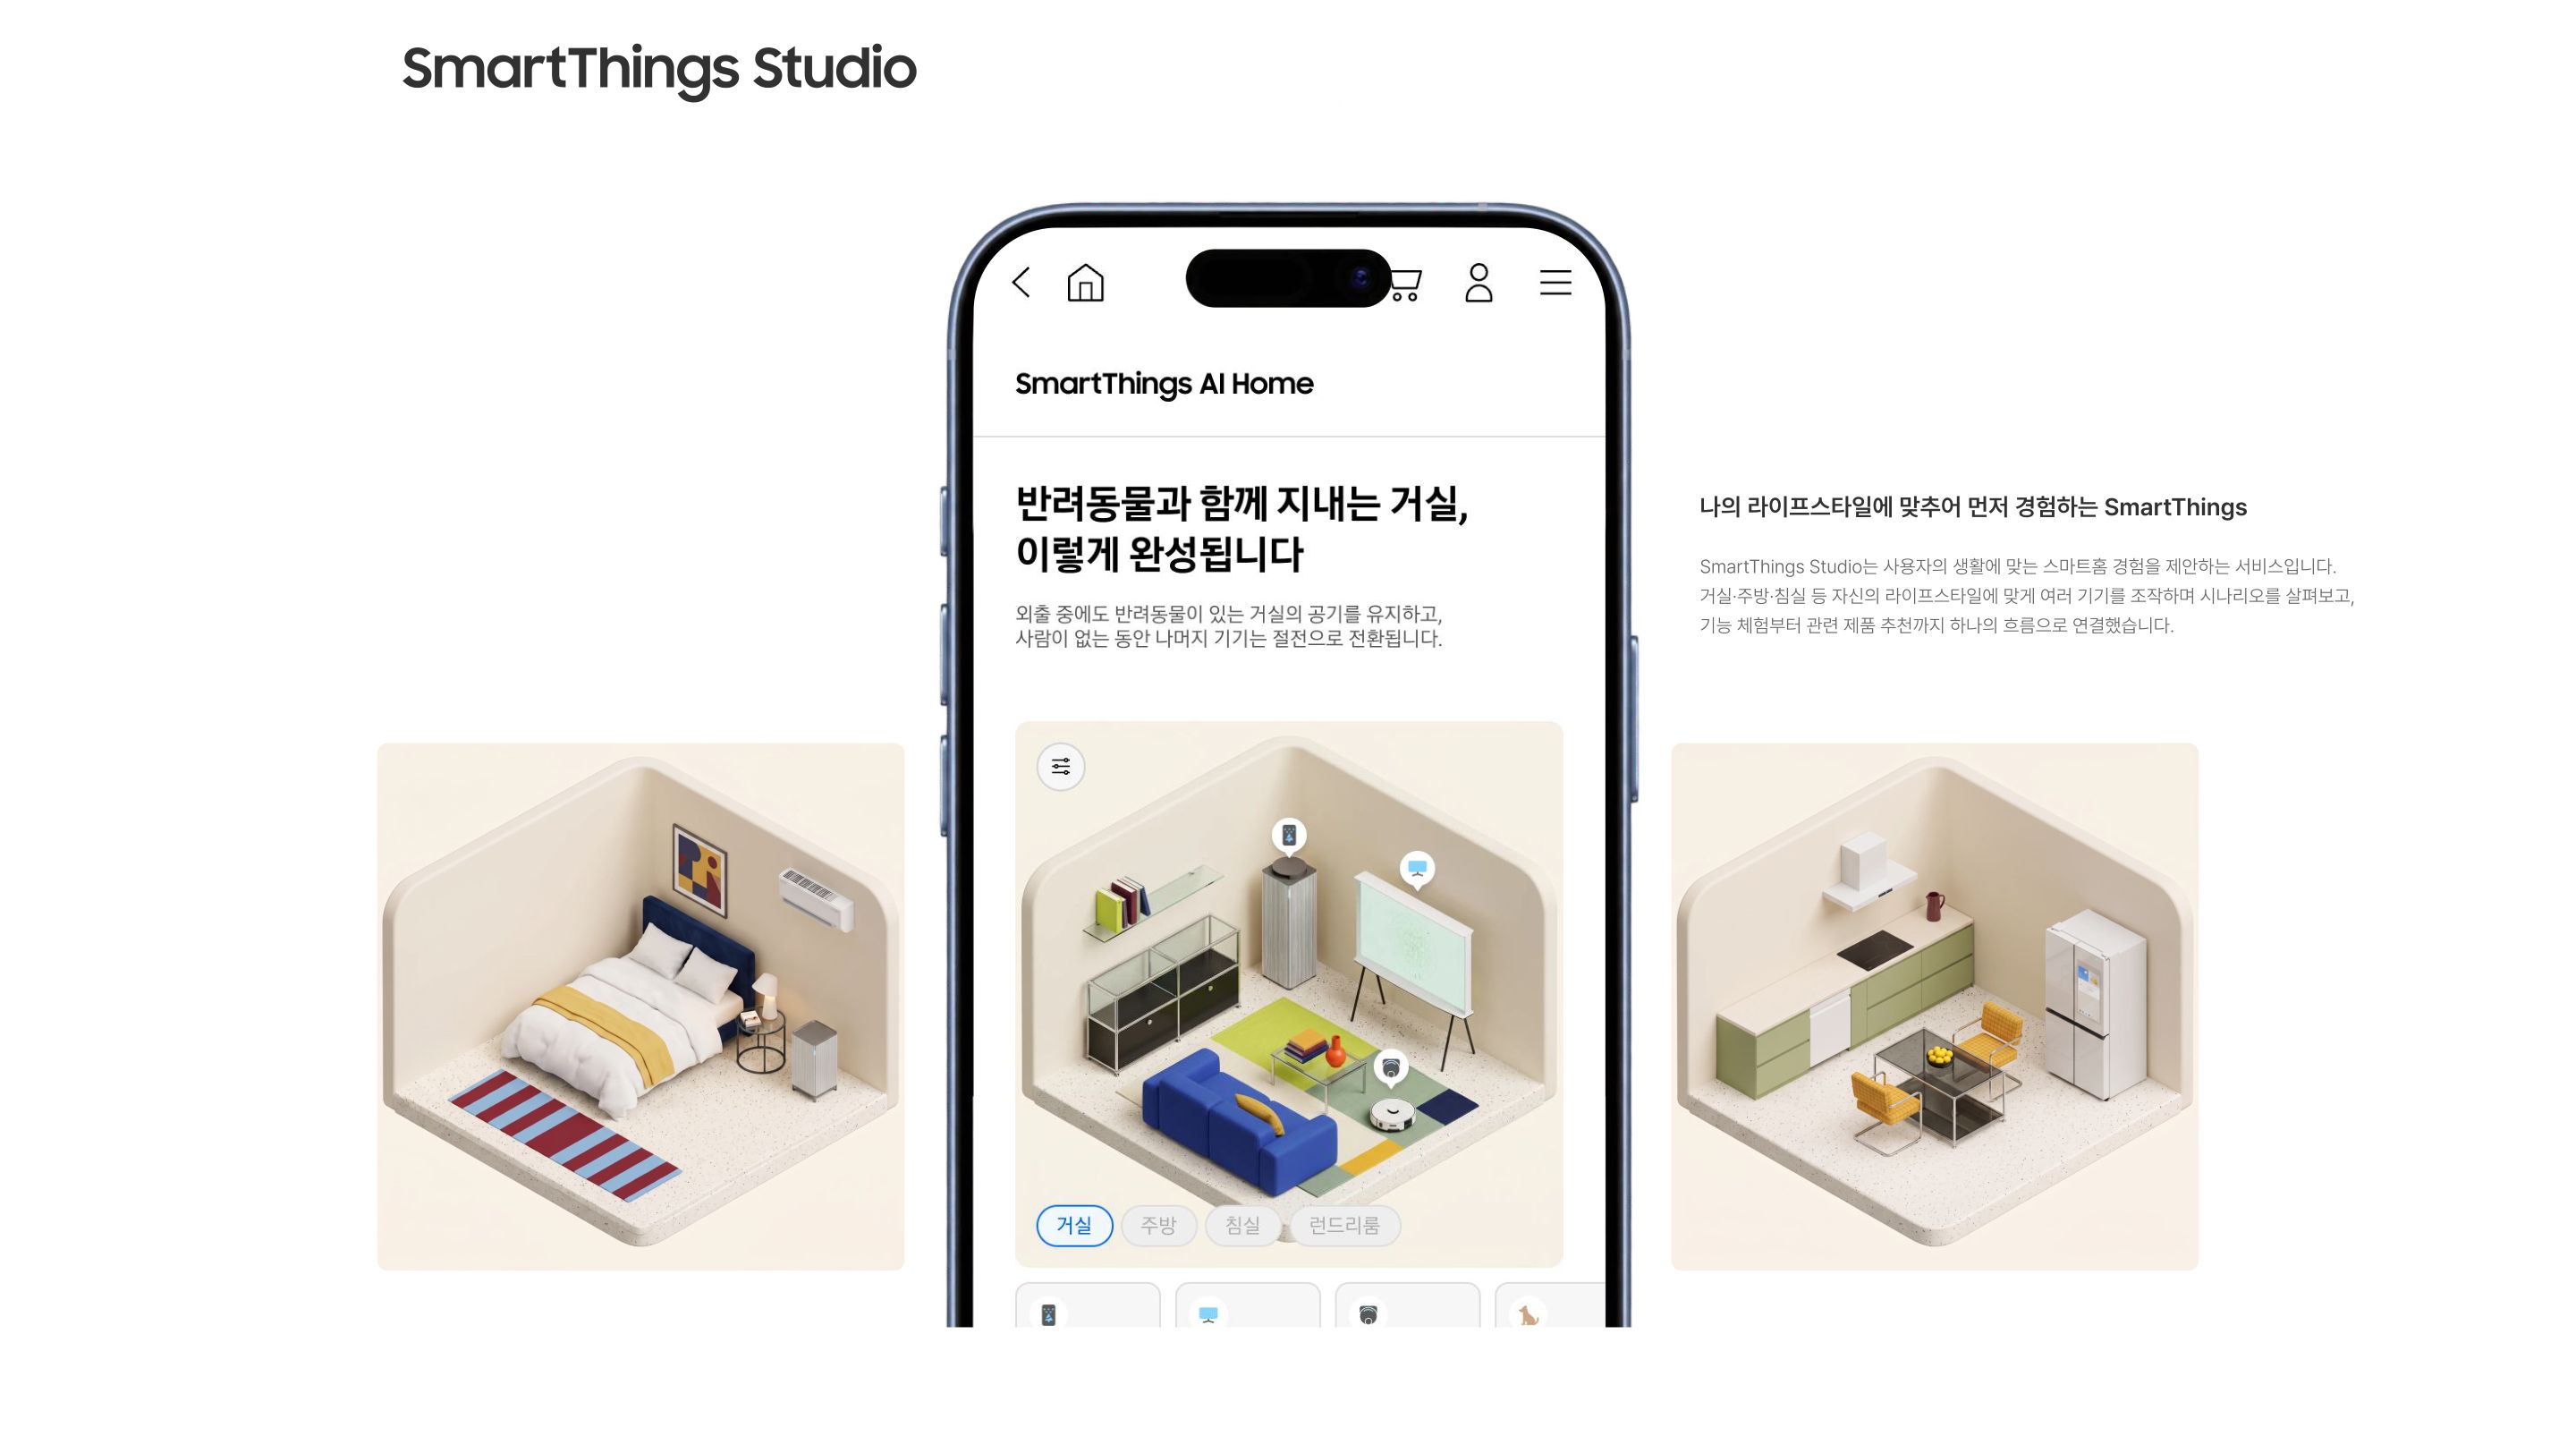 SmartThings Studio
SmartThings AI Home
반려동물과 함께 지내는 거실,
이렇게 완성됩니다
외출 중에도 반려동물이 있는 거실의 공기를 유지하고,
사람이 없는 동안 나머지 기기는 절전으로 전환됩니다.
거실
주방
침실
런드리룸
나의 라이프스타일에 맞추어 먼저 경험하는 SmartThings
SmartThings Studio는 사용자의 생활에 맞는 스마트홈 경험을 제안하는 서비스입니다.
거실·주방·침실 등 자신의 라이프스타일에 맞게 여러 기기를 조작하며 시나리오를 살펴보고,
기능 체험부터 관련 제품 추천까지 하나의 흐름으로 연결했습니다.